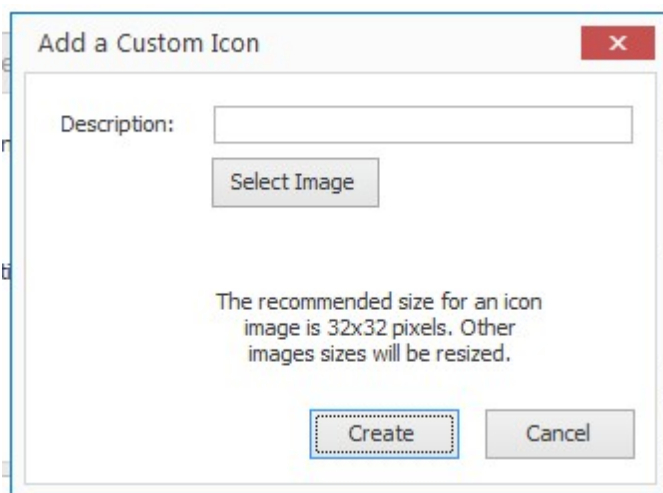 Add a Custom Icon
Description:
Select Image
The recommended size for an icon
image is 32x32 pixels. Other
images sizes will be resized.
Create
Cancel